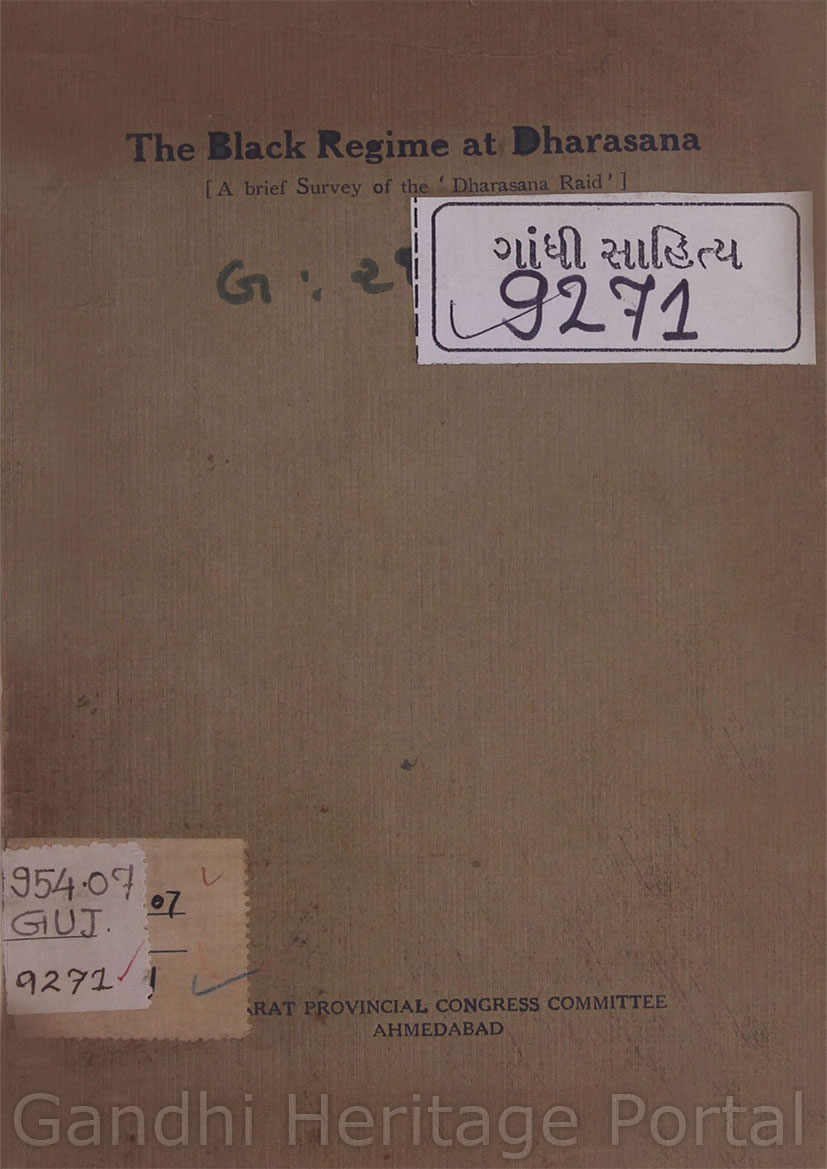 The Black Regime at Dharasana
[ A brief Survey of the ‘ Dharasana Raid ’ ]
ગાંધી સાહિત્ય
9271
954.07
GUJ.
9271
07
RAT PROVINCIAL CONGRESS COMMITTEE
AHMEDABAD
Gandhi Heritage Portal